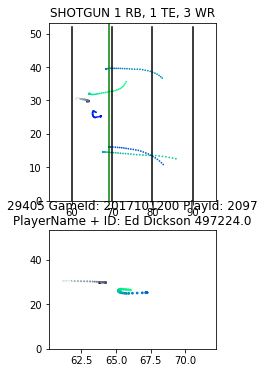 SHOTGUN 1 RB, 1 TE, 3 WR
50
40
30
20
10
0
60 70 80 90
29405 GameId: 2017101200 PlayId: 2097
PlayerName + ID: Ed Dickson 497224.0
40
20
0
62.5 65.0 67.5 70.0